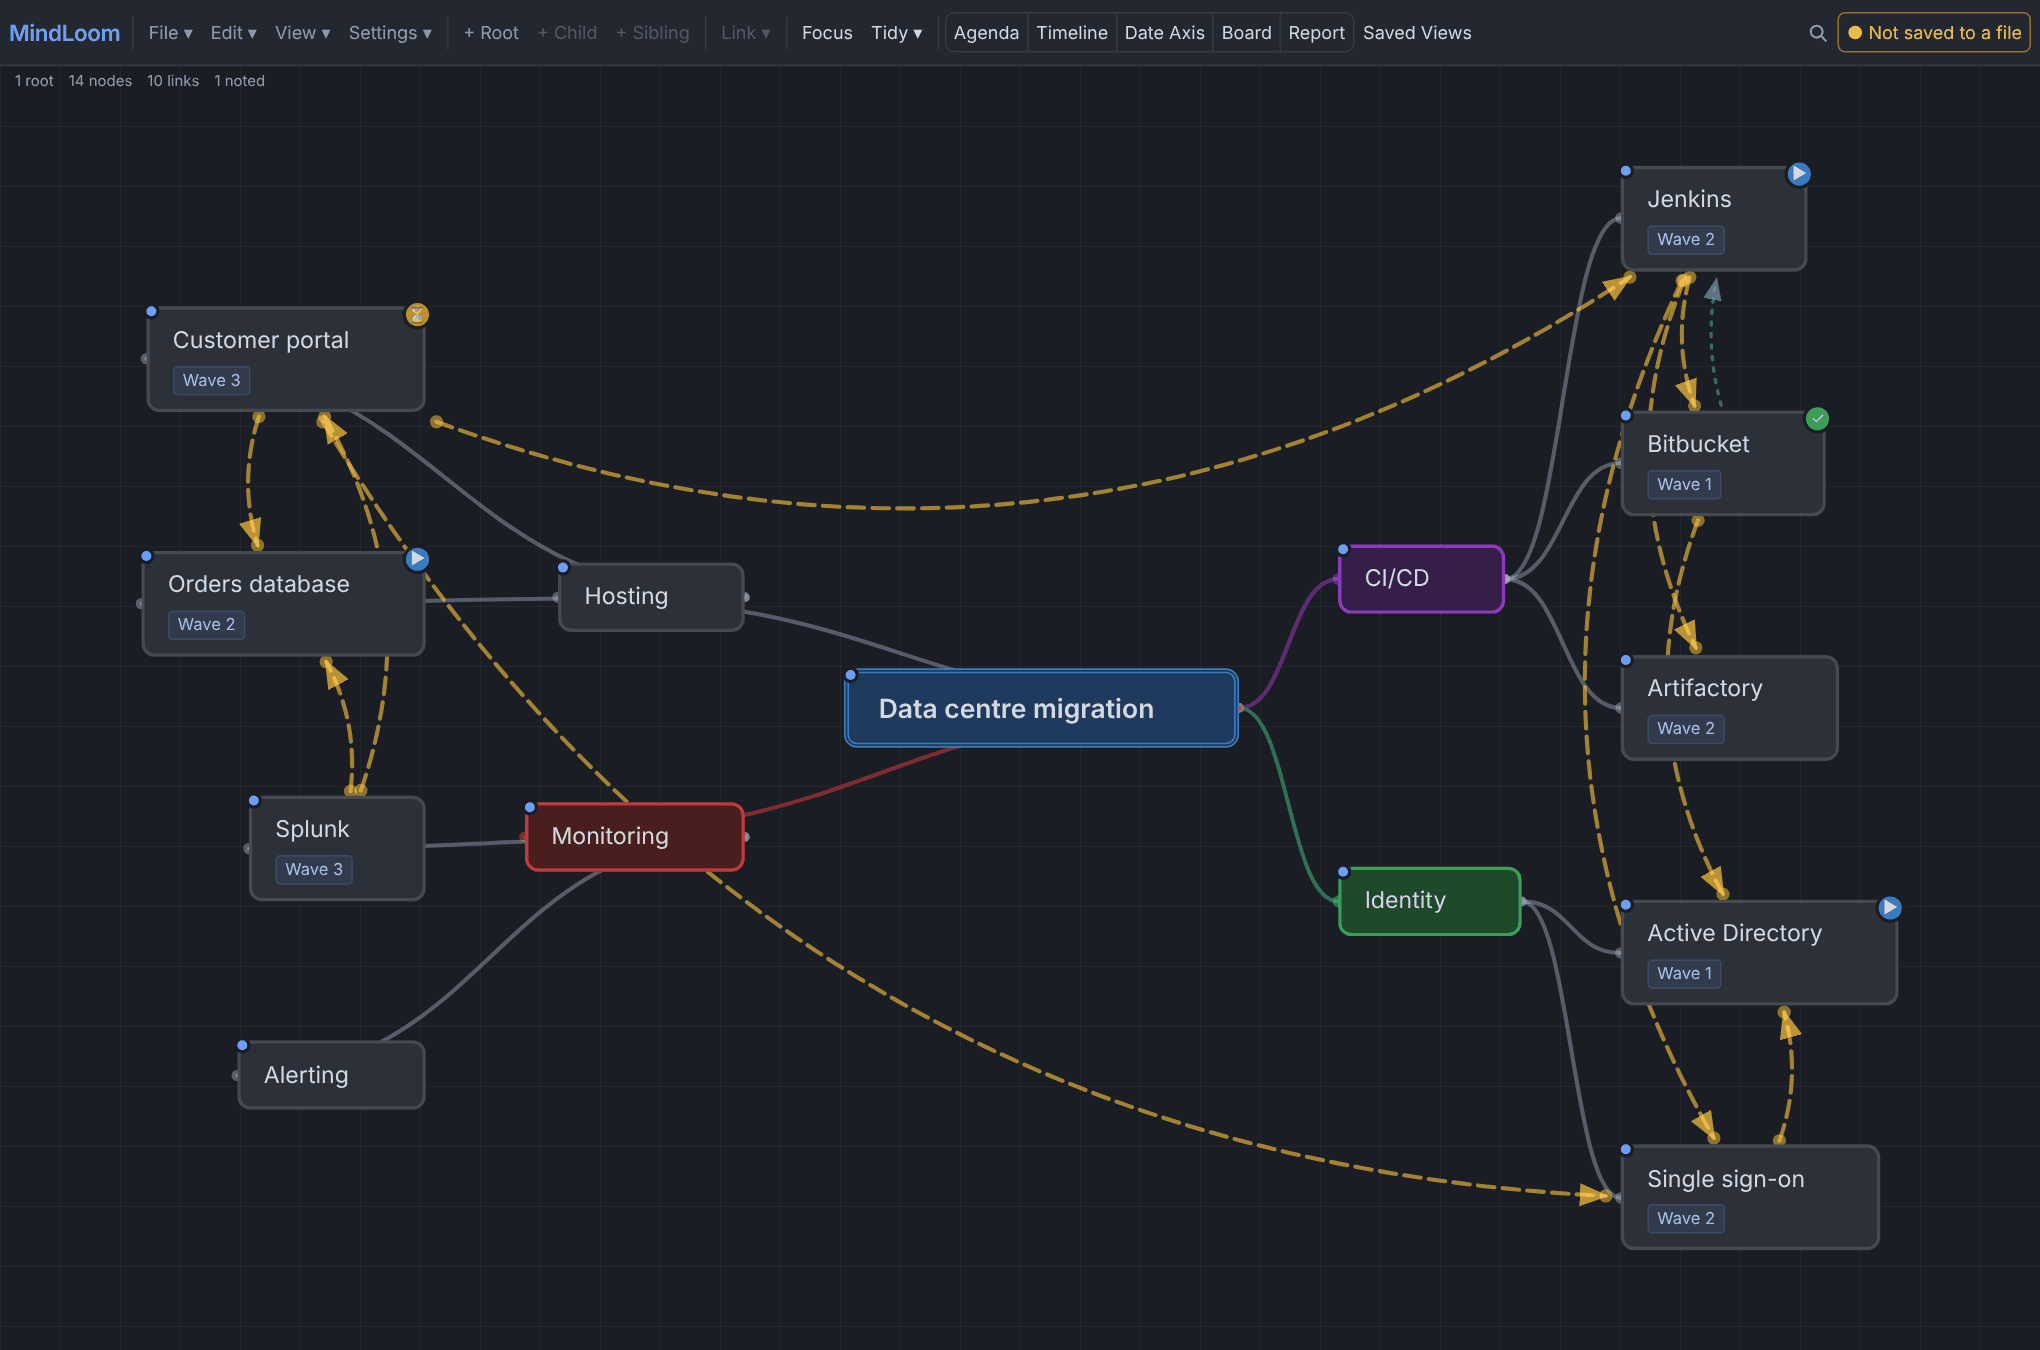 MindLoom File ▾ Edit ▾ View ▾ Settings ▾ + Root + Child + Sibling Link ▾ Focus Tidy ▾ Agenda Timeline Date Axis Board Report Saved Views Not saved to a file
1 root 14 nodes 10 links 1 noted
Jenkins
Wave 2
Customer portal
Wave 3
Bitbucket
Wave 1
Orders database
Wave 2
Hosting
CI/CD
Data centre migration
Artifactory
Wave 2
Splunk
Wave 3
Monitoring
Identity
Active Directory
Wave 1
Alerting
Single sign-on
Wave 2